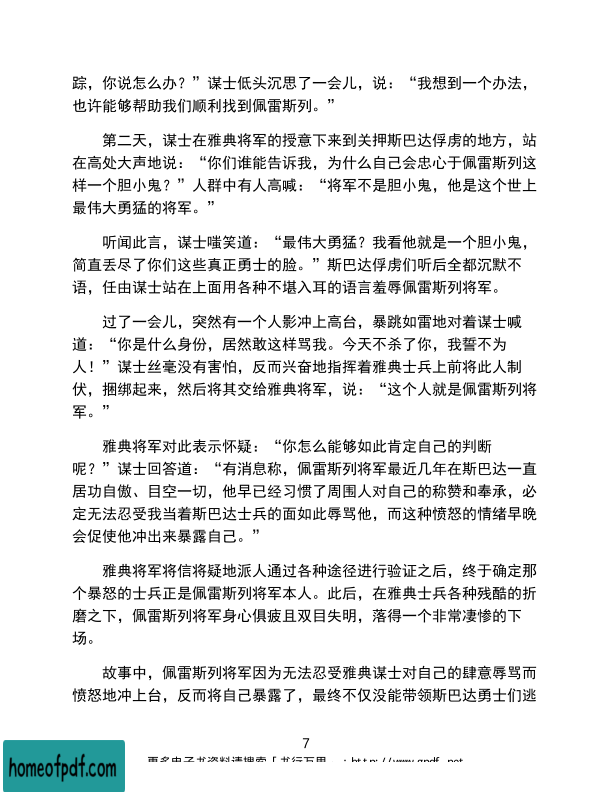 踪，你说怎么办？”谋士低头沉思了一会儿，说：“我想到一个办法，
也许能够帮助我们顺利找到佩雷斯列。”
第二天，谋士在雅典将军的授意下来到关押斯巴达俘虏的地方，站
在高处大声地说：“你们谁能告诉我，为什么自己会忠心于佩雷斯列这
样一个胆小鬼？”人群中有人高喊：“将军不是胆小鬼，他是这个世上
最伟大勇猛的将军。”
听闻此言，谋士嗤笑道：“最伟大勇猛？我看他就是一个胆小鬼，
简直丢尽了你们这些真正勇士的脸。”斯巴达俘虏们听后全都沉默不
语，任由谋士站在上面用各种不堪入耳的语言羞辱佩雷斯列将军。
过了一会儿，突然有一个人影冲上高台，暴跳如雷地对着谋士喊
道：“你是什么身份，居然敢这样骂我。今天不杀了你，我誓不为
人！”谋士丝毫没有害怕，反而兴奋地指挥着雅典士兵上前将此人制
伏，捆绑起来，然后将其交给雅典将军，说：“这个人就是佩雷斯列将
军。”
雅典将军对此表示怀疑：“你怎么能够如此肯定自己的判断
呢？”谋士回答道：“有消息称，佩雷斯列将军最近几年在斯巴达一直
居功自傲、目空一切，他早已经习惯了周围人对自己的称赞和奉承，必
定无法忍受我当着斯巴达士兵的面如此辱骂他，而这种愤怒的情绪早晚
会促使他冲出来暴露自己。”
雅典将军将信将疑地派人通过各种途径进行验证之后，终于确定那
个暴怒的士兵正是佩雷斯列将军本人。此后，在雅典士兵各种残酷的折
磨之下，佩雷斯列将军身心俱疲且双目失明，落得一个非常凄惨的下
场。
故事中，佩雷斯列将军因为无法忍受雅典谋士对自己的肆意辱骂而
愤怒地冲上台，反而将自己暴露了，最终不仅没能带领斯巴达勇士们逃
7
homeofpdf.com